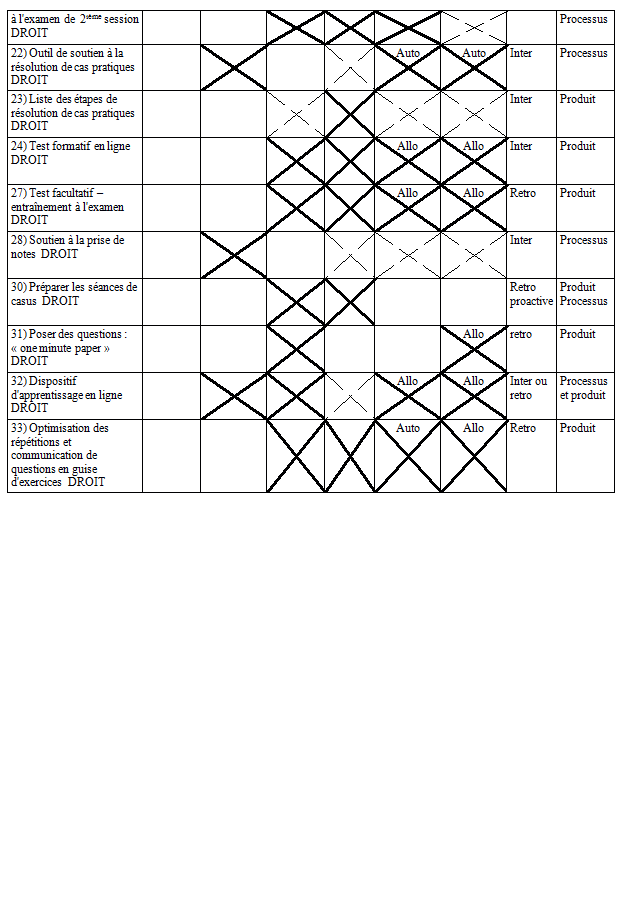 à l'examen de 2ième session Processus
DROIT
22) Outil de soutien à la Auto Auto Inter Processus
résolution de cas pratiques
DROIT
23) Liste des étapes de Inter Produit
résolution de cas pratiques
DROIT
24) Test formatif en ligne Allo Allo Inter Produit
DROIT
27) Test facultatif – Allo Allo Retro Produit
entraînement à l'examen
DROIT
28) Soutien à la prise de Inter Processus
notes DROIT
30) Préparer les séances de Retro Produit
casus DROIT proactive Processus
31) Poser des questions : Allo retro Produit
« one minute paper »
DROIT
32) Dispositif Allo Allo Inter ou Processus
d'apprentissage en ligne retro et produit
DROIT
33) Optimisation des Auto Allo Retro Produit
répétitions et
communication de
questions en guise
d'exercices DROIT